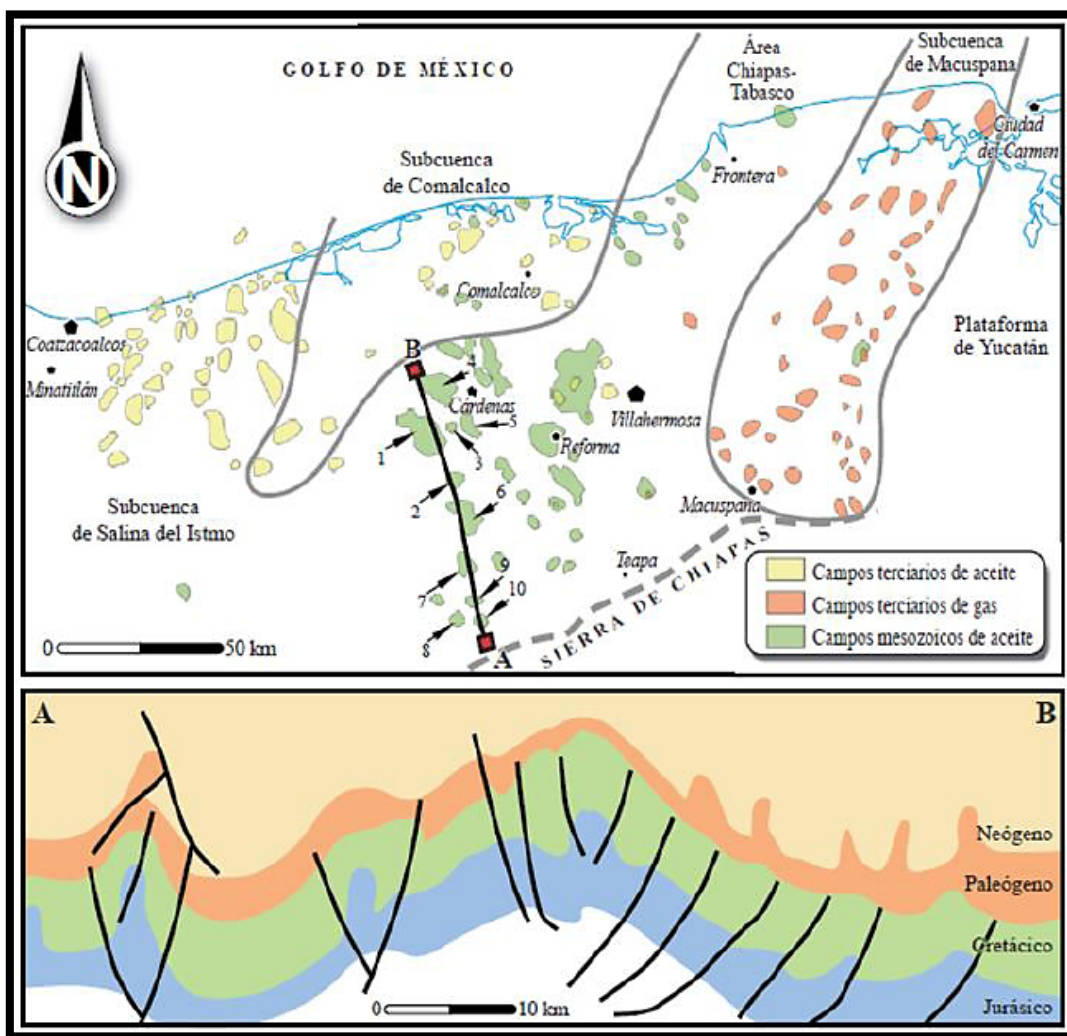 GOLFO DE MÉXICO
Área
Chiapas-
Tabasco
Subcuenca
de Macuspana
N
Ciudad
del Carmen
Subcuenca
de Comalcalco
Frontera
Comalcalco
Coatzacoalcos
Minatitlán
Plataforma
de Yucatán
B
4
Cárdenas
Villahermosa
5
1
3
Reforma
2
6
Macuspana
Subcuenca
de Salina del Istmo
Teapa
9
10
7
8
A
SIERRA DE CHIAPAS
Campos terciarios de aceite
Campos terciarios de gas
Campos mesozoicos de aceite
0 50 km
A
B
Neógeno
Paleógeno
Cretácico
Jurásico
0 10 km